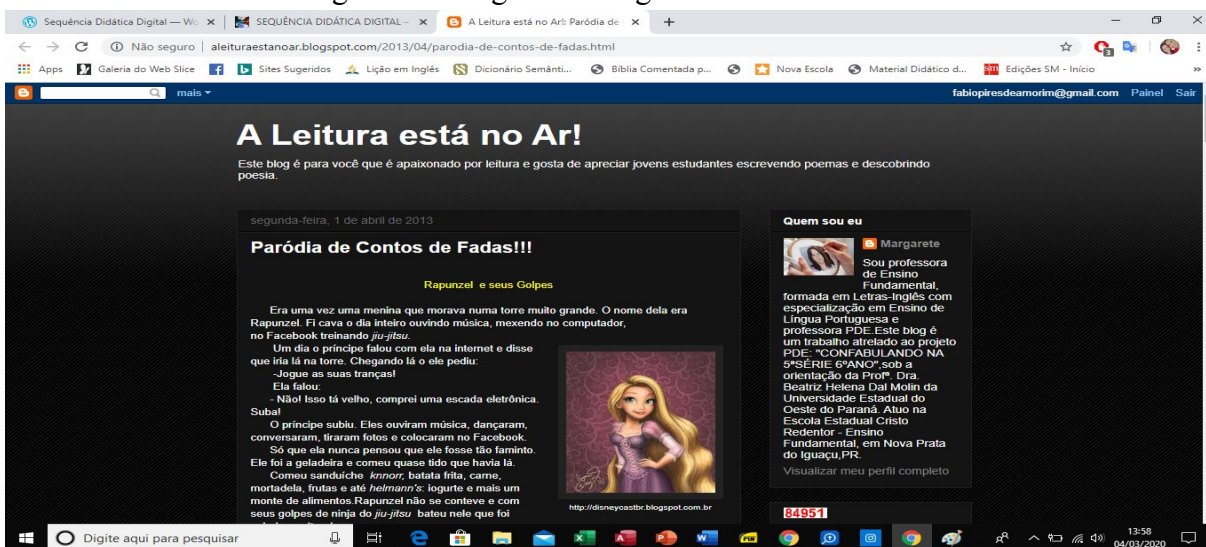 Sequência Didática Digital — Wo
SEQUÊNCIA DIDÁTICA DIGITAL –
A Leitura está no Ar!: Paródia de
Não seguro | aleituraestanoar.blogspot.com/2013/04/parodia-de-contos-de-fadas.html
Apps Galeria do Web Slice Sites Sugeridos Lição em Inglês Dicionário Semânti... Bíblia Comentada p... Nova Escola Material Didático d... Edições SM - Início »
mais fabiopiresdeamorim@gmail.com Painel Sair
A Leitura está no Ar!
Este blog é para você que é apaixonado por leitura e gosta de apreciar jovens estudantes escrevendo poemas e descobrindo
poesia.
segunda-feira, 1 de abril de 2013
Paródia de Contos de Fadas!!!
Rapunzel e seus Golpes
Era uma vez uma menina que morava numa torre muito grande. O nome dela era
Rapunzel. Fi cava o dia inteiro ouvindo música, mexendo no computador,
no Facebook treinando jiu-jitsu.
Um dia o príncipe falou com ela na internet e disse
que iria lá na torre. Chegando lá o ele pediu:
-Jogue as suas tranças!
Ela falou:
- Não! Isso tá velho, comprei uma escada eletrônica.
Suba!
O príncipe subiu. Eles ouviram música, dançaram,
conversaram, tiraram fotos e colocaram no Facebook.
Só que ela nunca pensou que ele fosse tão faminto.
Ele foi a geladeira e comeu quase tido que havia lá.
Comeu sanduíche knnorr, batata frita, carne,
mortadela, frutas e até helmann's: iogurte e mais um
monte de alimentos.Rapunzel não se conteve e com
seus golpes de ninja do jiu-jitsu bateu nele que foi
http://disneycastbr.blogspot.com.br
Quem sou eu
Margarete
Sou professora
de Ensino
Fundamental,
formada em Letras-Inglês com
especialização em Ensino de
Língua Portuguesa e
professora PDE.Este blog é
um trabalho atrelado ao projeto
PDE: "CONFABULANDO NA
5ªSÉRIE 6ºANO",sob a
orientação da Profª. Dra.
Beatriz Helena Dal Molin da
Universidade Estadual do
Oeste do Paraná. Atuo na
Escola Estadual Cristo
Redentor - Ensino
Fundamental, em Nova Prata
do Iguaçu,PR.
Visualizar meu perfil completo
84951
Digite aqui para pesquisar
13:58
04/03/2020